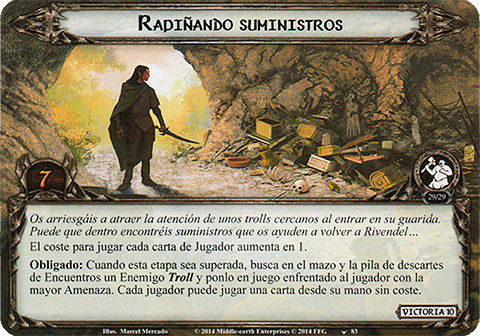 Rapiñando suministros
7
29/29
Os arriesgáis a atraer la atención de unos trolls cercanos al entrar en su guarida.
Puede que dentro encontréis suministros que os ayuden a volver a Rivendel…
El coste para jugar cada carta de Jugador aumenta en 1.
Obligado: Cuando esta etapa sea superada, busca en el mazo y la pila de descartes
de Encuentros un Enemigo Troll y ponlo en juego enfrentado al jugador con la
mayor Amenaza. Cada jugador puede jugar una carta desde su mano sin coste.
VICTORIA 10
Illus. Marcel Mercado
© 2014 Middle-earth Enterprises © 2014 FFG
83